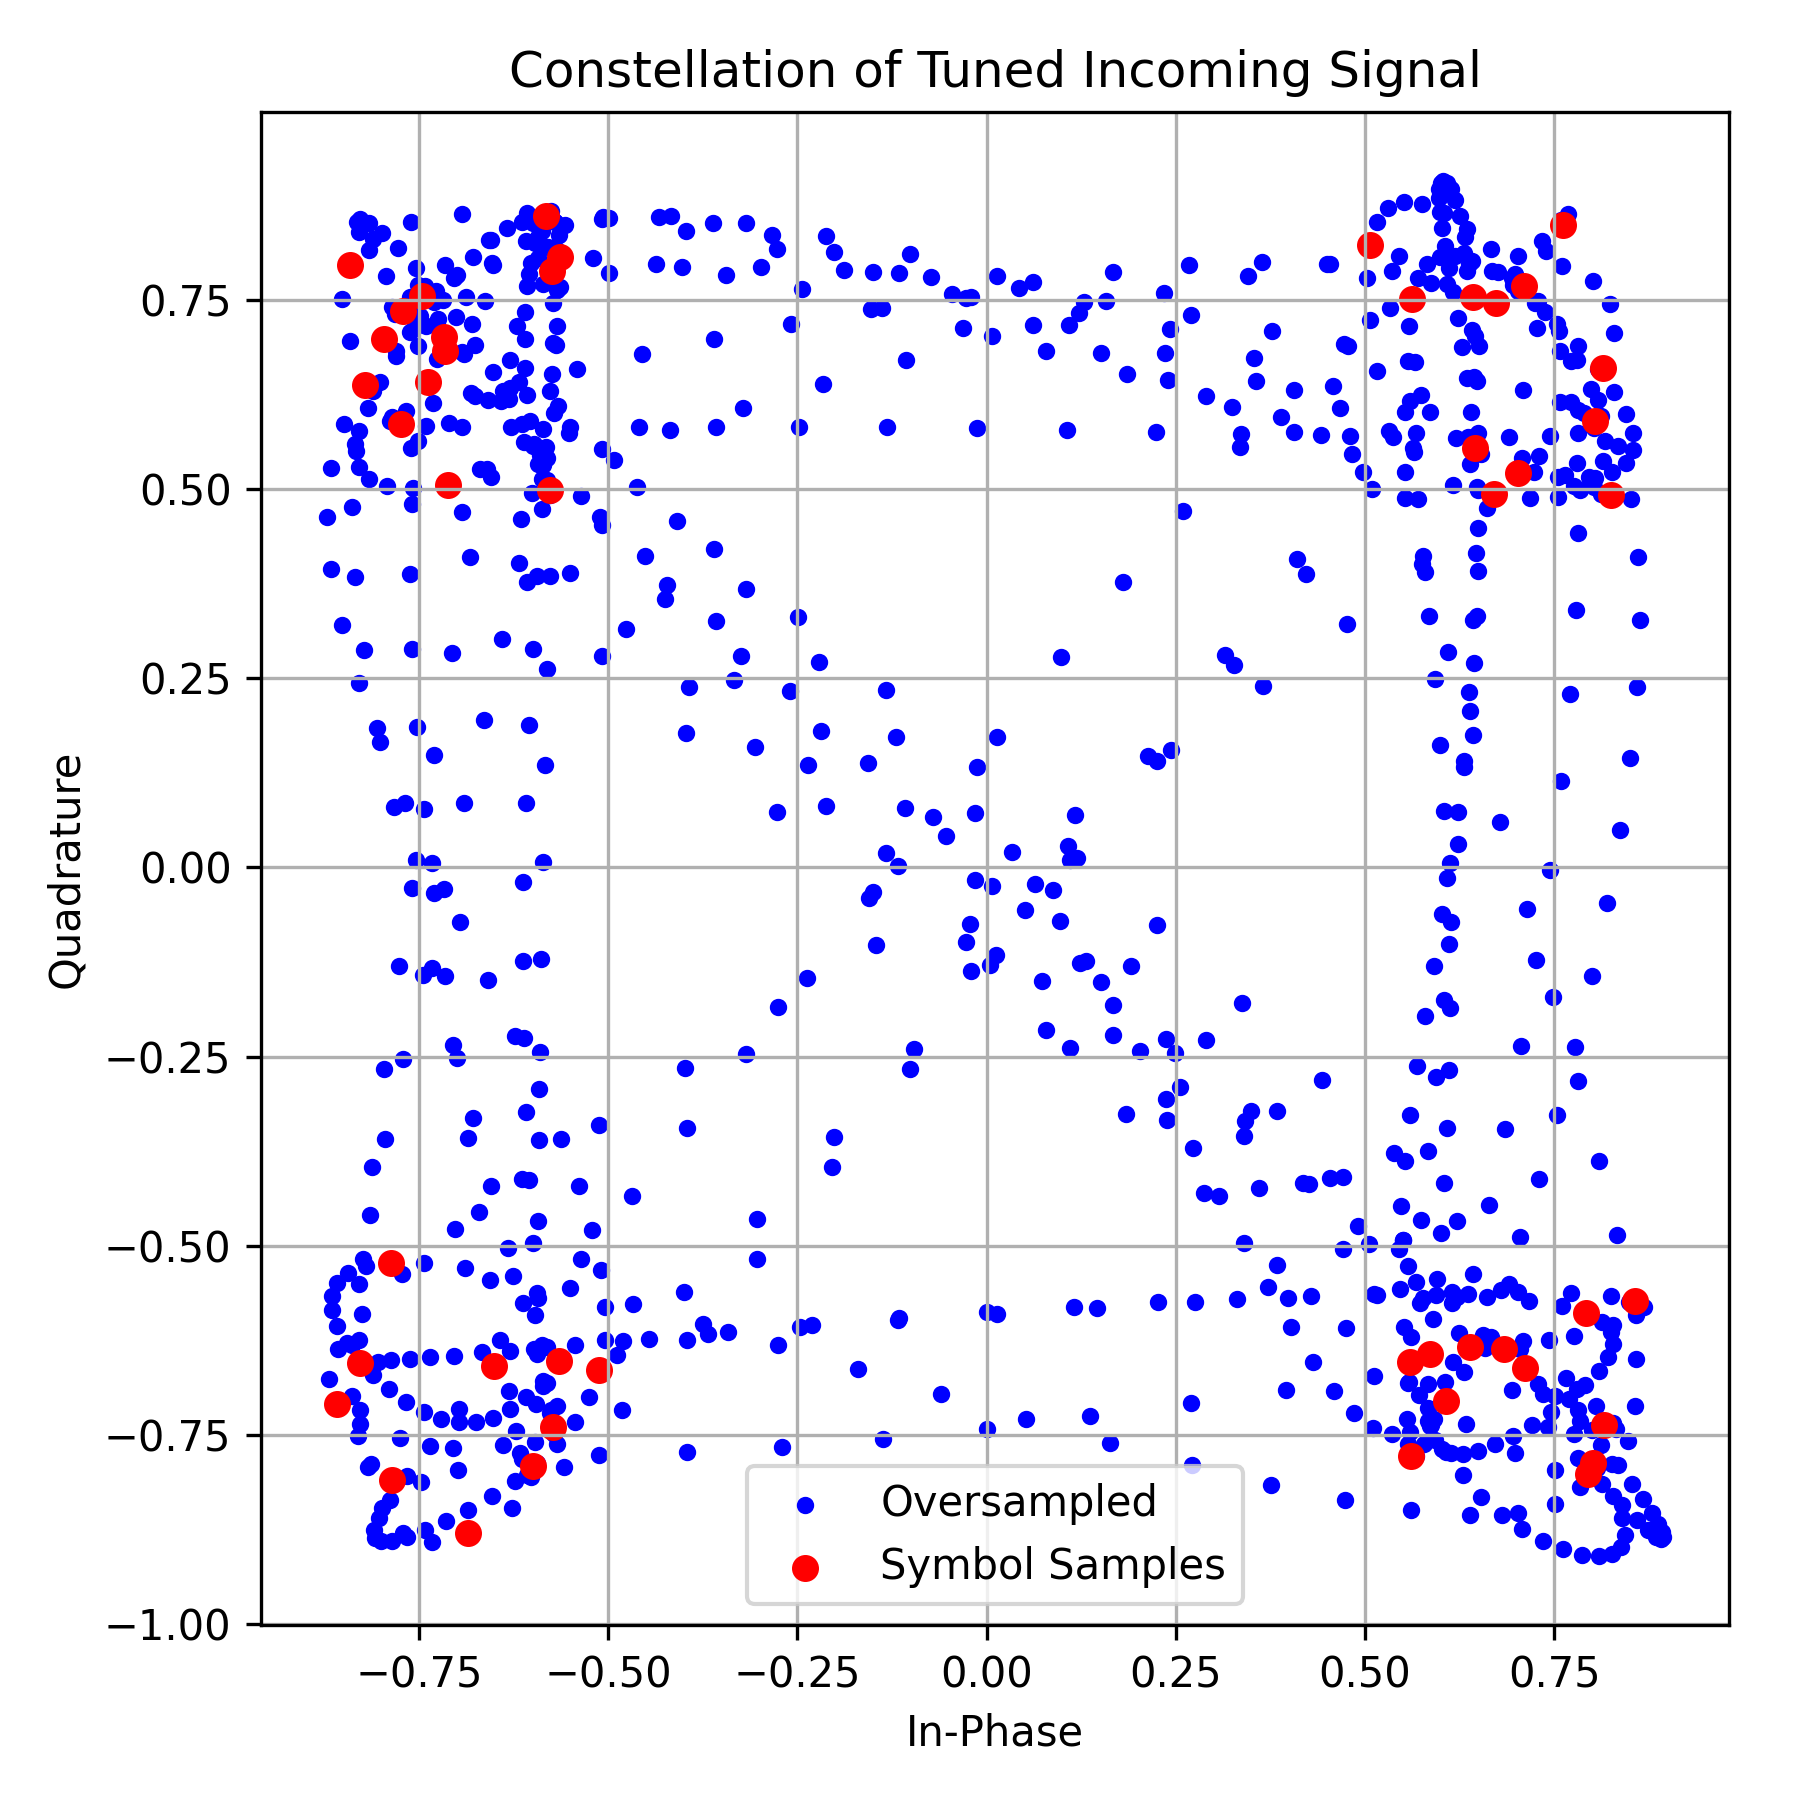 Constellation of Tuned Incoming Signal
Quadrature
0.75
0.50
0.25
0.00
−0.25
−0.50
−0.75
−1.00
Oversampled
Symbol Samples
−0.75 −0.50 −0.25 0.00 0.25 0.50 0.75
In-Phase